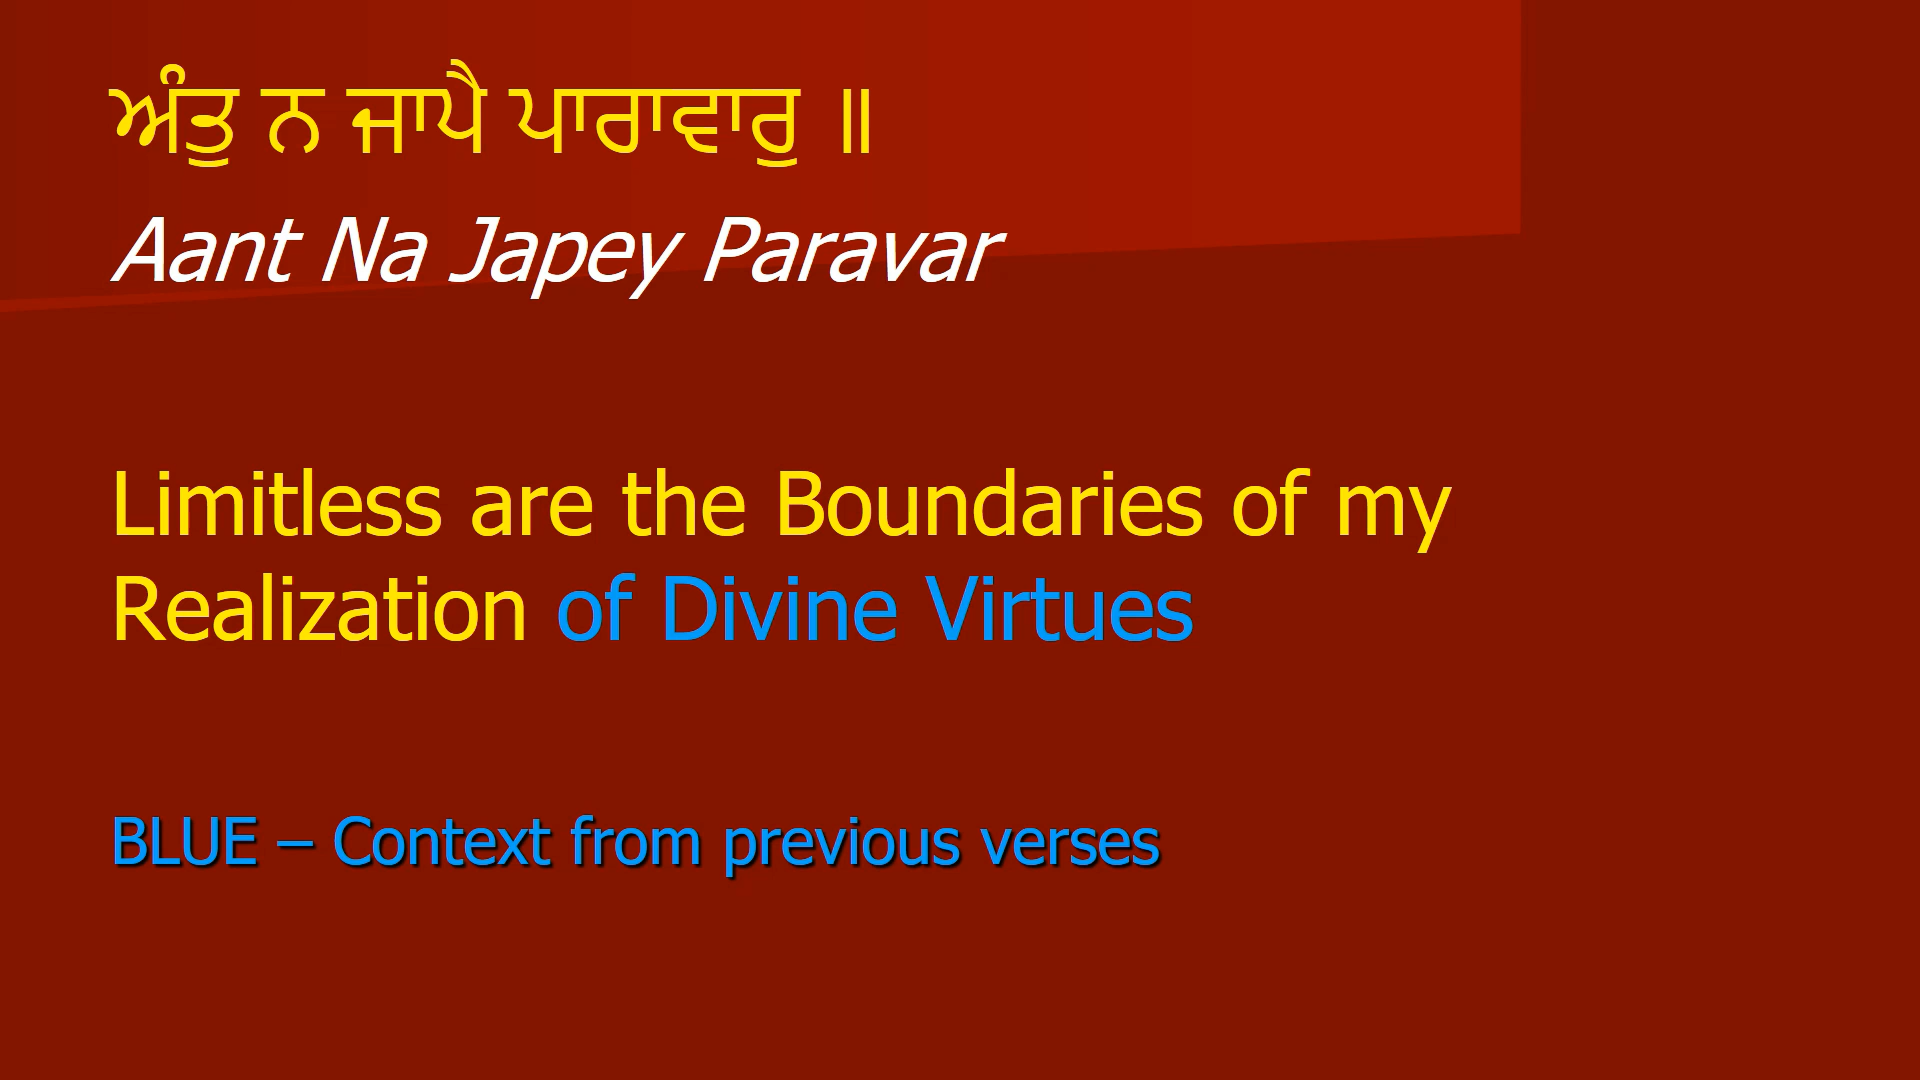 ਅੰਤੁ ਨ ਜਾਪੈ ਪਾਰਾਵਾਰੁ ॥
Aant Na Japey Paravar
Limitless are the Boundaries of my
Realization of Divine Virtues
BLUE – Context from previous verses